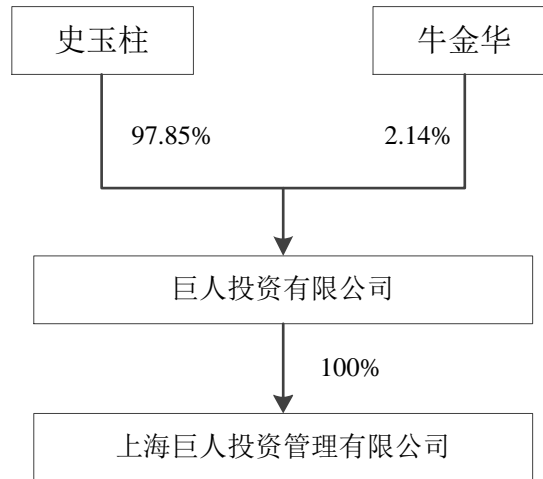 史玉柱
牛金华
97.85%
2.14%
巨人投资有限公司
100%
上海巨人投资管理有限公司